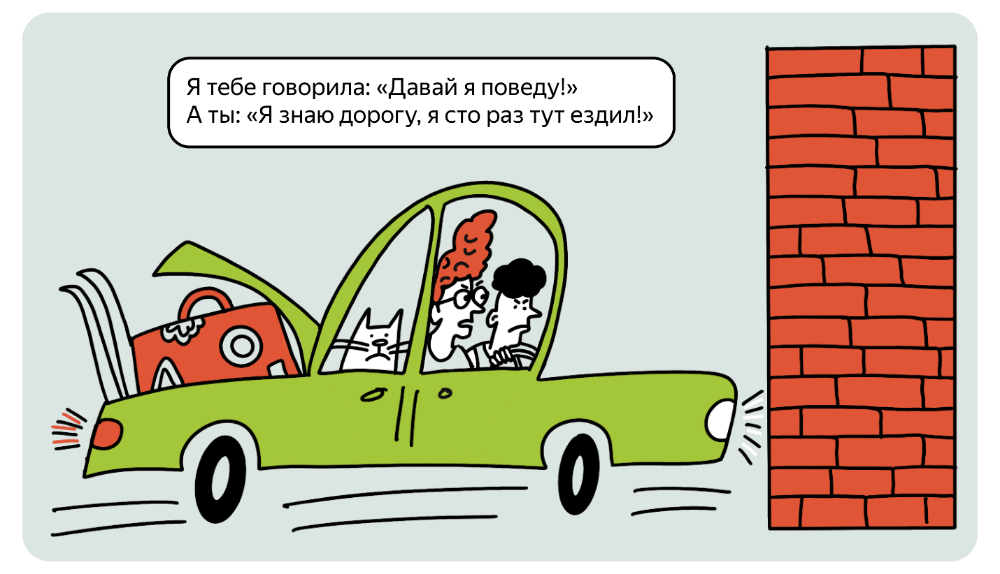 Я тебе говорила: «Давай я поведу!»
А ты: «Я знаю дорогу, я сто раз тут ездил!»